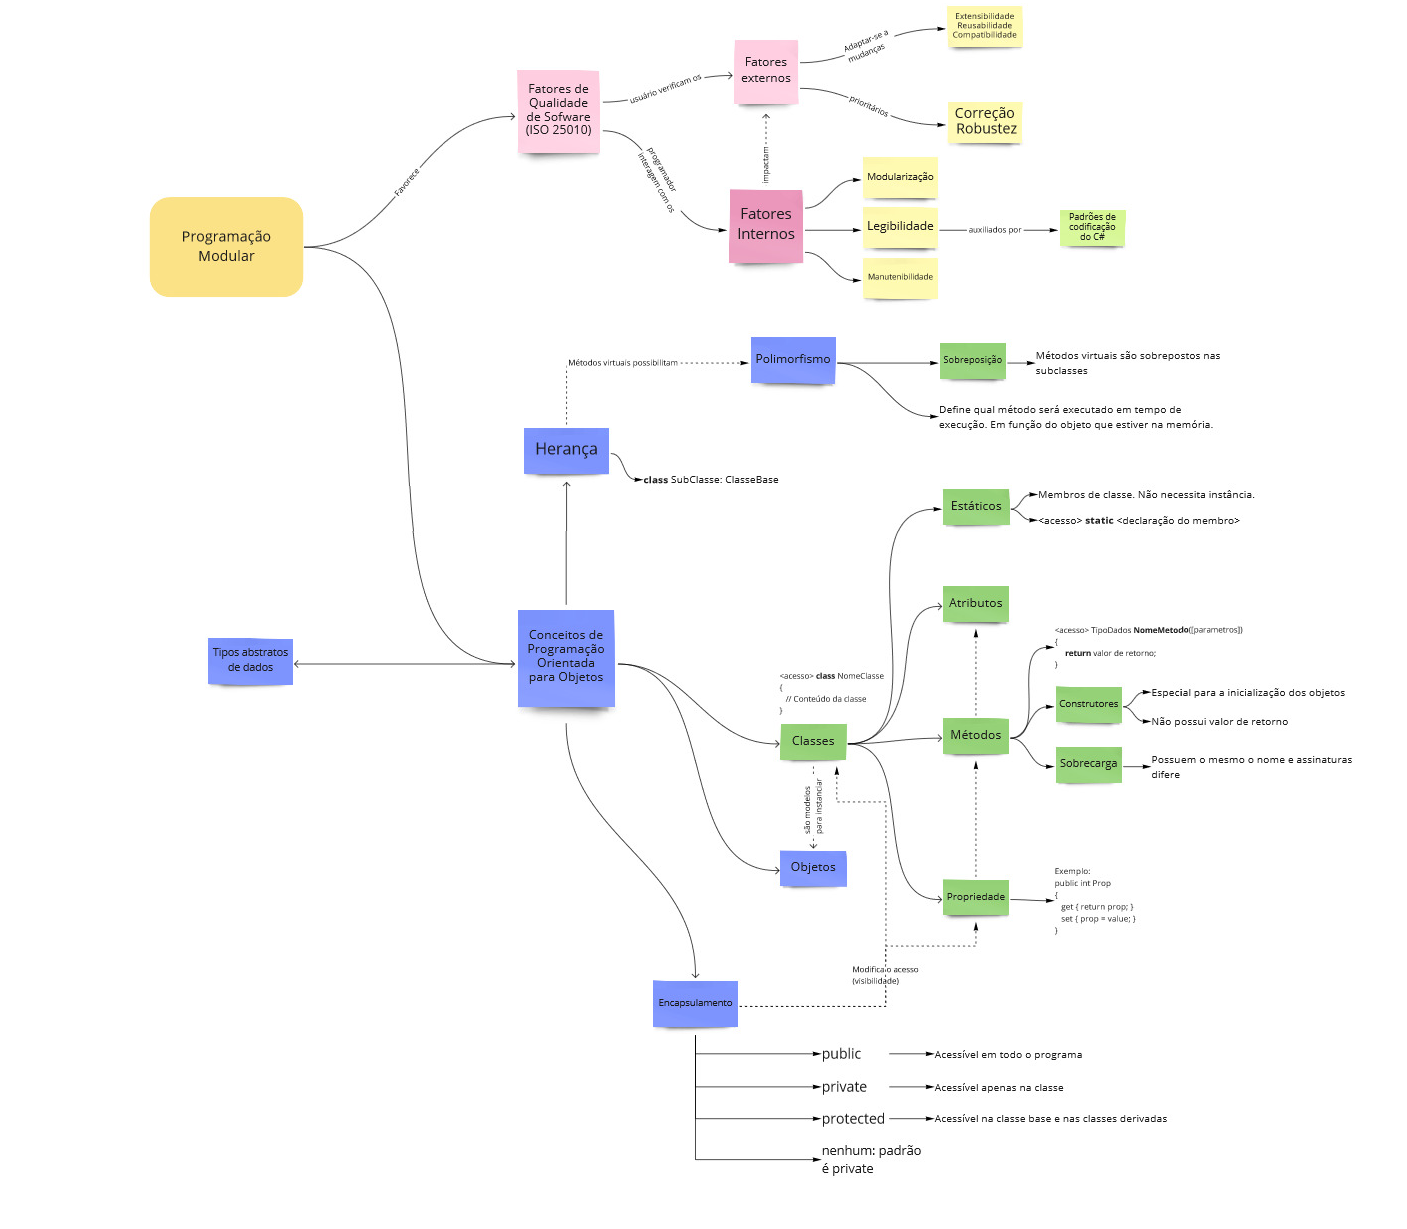 Extensibilidade
Reusabilidade
Compatibilidade
Adaptar-se a
mudanças
Fatores
externos
usuário verificam os
Fatores de
Qualidade
de Sofware
(ISO 25010)
prioritários
Correção
Robustez
programador
interagem com os
impactam
Favorece
Modularização
Fatores
Internos
Legibilidade
auxiliados por
Padrões de
codificação
do C#
Manutenibilidade
Programação
Modular
Métodos virtuais possibilitam
Polimorfismo
Sobreposição
Métodos virtuais são sobrepostos nas
subclasses
Define qual método será executado em tempo de
execução. Em função do objeto que estiver na memória.
Herança
class SubClasse: ClasseBase
Estáticos
Membros de classe. Não necessita instância.
<acesso> static <declaração do membro>
Atributos
Tipos abstratos
de dados
Conceitos de
Programação
Orientada
para Objetos
<acesso> class NomeClasse
{
// Conteúdo da classe
}
Classes
<acesso> TipoDados NomeMetodo([parametros])
{
return valor de retorno;
}
Métodos
Construtores
Especial para a inicialização dos objetos
Não possui valor de retorno
Sobrecarga
Possuem o mesmo o nome e assinaturas
difere
são modelos
para instanciar
Objetos
Propriedade
Exemplo:
public int Prop
{
get { return prop; }
set { prop = value; }
}
Modifica o acesso
(visibilidade)
Encapsulamento
public
Acessível em todo o programa
private
Acessível apenas na classe
protected
Acessível na classe base e nas classes derivadas
nenhum: padrão
é private